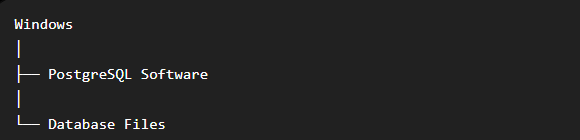 Windows
│
├── PostgreSQL Software
│
└── Database Files